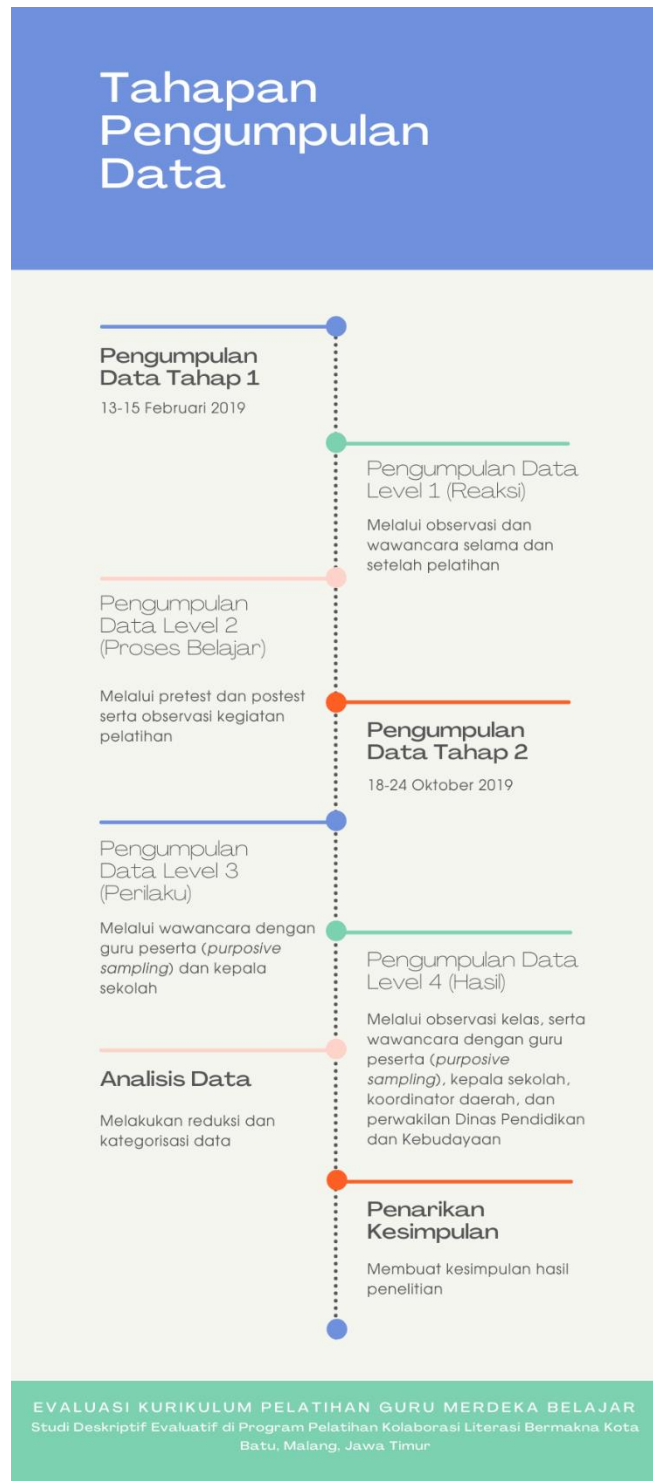 Tahapan
Pengumpulan
Data
Pengumpulan
Data Tahap 1
13-15 Februari 2019
Pengumpulan Data
Level 1 (Reaksi)
Melalui observasi dan
wawancara selama dan
setelah pelatihan
Pengumpulan
Data Level 2
(Proses Belajar)
Melalui pretest dan postest
serta observasi kegiatan
pelatihan
Pengumpulan
Data Tahap 2
18-24 Oktober 2019
Pengumpulan
Data Level 3
(Perilaku)
Melalui wawancara dengan
guru peserta (purposive
sampling) dan kepala
sekolah
Pengumpulan Data
Level 4 (Hasil)
Melalui observasi kelas, serta
wawancara dengan guru
peserta (purposive
sampling), kepala sekolah,
koordinator daerah, dan
perwakilan Dinas Pendidikan
dan Kebudayaan
Analisis Data
Melakukan reduksi dan
kategorisasi data
Penarikan
Kesimpulan
Membuat kesimpulan hasil
penelitian
EVALUASI KURIKULUM PELATIHAN GURU MERDEKA BELAJAR
Studi Deskriptif Evaluatif di Program Pelatihan Kolaborasi Literasi Bermakna Kota
Batu, Malang, Jawa Timur